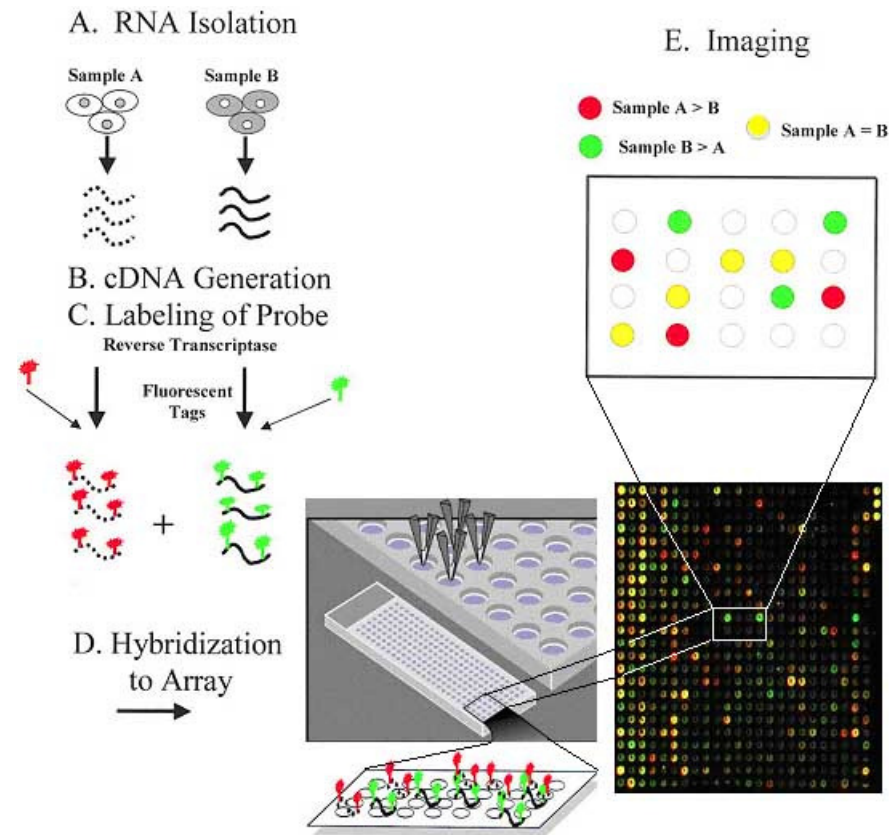 A. RNA Isolation
Sample A
Sample B
B. cDNA Generation
C. Labeling of Probe
Reverse Transcriptase
Fluorescent
Tags
+
D. Hybridization
to Array
E. Imaging
Sample A > B
Sample B > A
Sample A = B